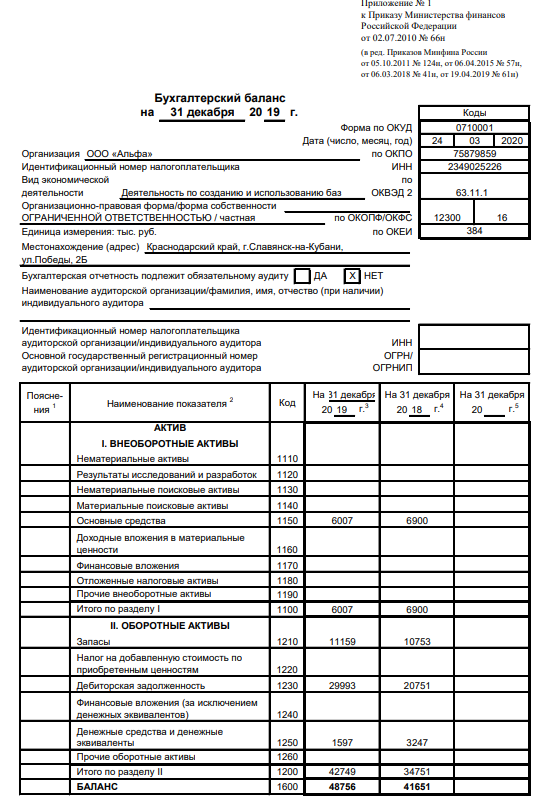 Приложение № 1
к Приказу Министерства финансов
Российской Федерации
от 02.07.2010 № 66н
(в ред. Приказов Минфина России
от 05.10.2011 № 124н, от 06.04.2015 № 57н,
от 06.03.2018 № 41н, от 19.04.2019 № 61н)
Бухгалтерский баланс
на 31 декабря 20 19 г.
Коды
Форма по ОКУД 0710001
Дата (число, месяц, год) 24 03 2020
Организация ООО «Альфа» по ОКПО 75879859
Идентификационный номер налогоплательщика ИНН 2349025226
Вид экономической по
деятельности Деятельность по созданию и использованию баз ОКВЭД 2 63.11.1
Организационно-правовая форма/форма собственности
ОГРАНИЧЕННОЙ ОТВЕТСТВЕННОСТЬЮ / частная по ОКОПФ/ОКФС 12300 16
Единица измерения: тыс. руб. по ОКЕИ 384
Местонахождение (адрес) Краснодарский край, г.Славянск-на-Кубани,
ул.Победы, 2Б
Бухгалтерская отчетность подлежит обязательному аудиту ДА X НЕТ
Наименование аудиторской организации/фамилия, имя, отчество (при наличии)
индивидуального аудитора
Идентификационный номер налогоплательщика
аудиторской организации/индивидуального аудитора ИНН
Основной государственный регистрационный номер ОГРН/
аудиторской организации/индивидуального аудитора ОГРНИП
Поясне- На 31 декабря На 31 декабря На 31 декабря
ния 1 Наименование показателя 2 Код 20 19 г.3 20 18 г.4 20 г.5
АКТИВ
I. ВНЕОБОРОТНЫЕ АКТИВЫ
Нематериальные активы 1110
Результаты исследований и разработок 1120
Нематериальные поисковые активы 1130
Материальные поисковые активы 1140
Основные средства 1150 6007 6900
Доходные вложения в материальные
ценности 1160
Финансовые вложения 1170
Отложенные налоговые активы 1180
Прочие внеоборотные активы 1190
Итого по разделу I 1100 6007 6900
II. ОБОРОТНЫЕ АКТИВЫ
Запасы 1210 11159 10753
Налог на добавленную стоимость по
приобретенным ценностям 1220
Дебиторская задолженность 1230 29993 20751
Финансовые вложения (за исключением
денежных эквивалентов) 1240
Денежные средства и денежные
эквиваленты 1250 1597 3247
Прочие оборотные активы 1260
Итого по разделу II 1200 42749 34751
БАЛАНС 1600 48756 41651